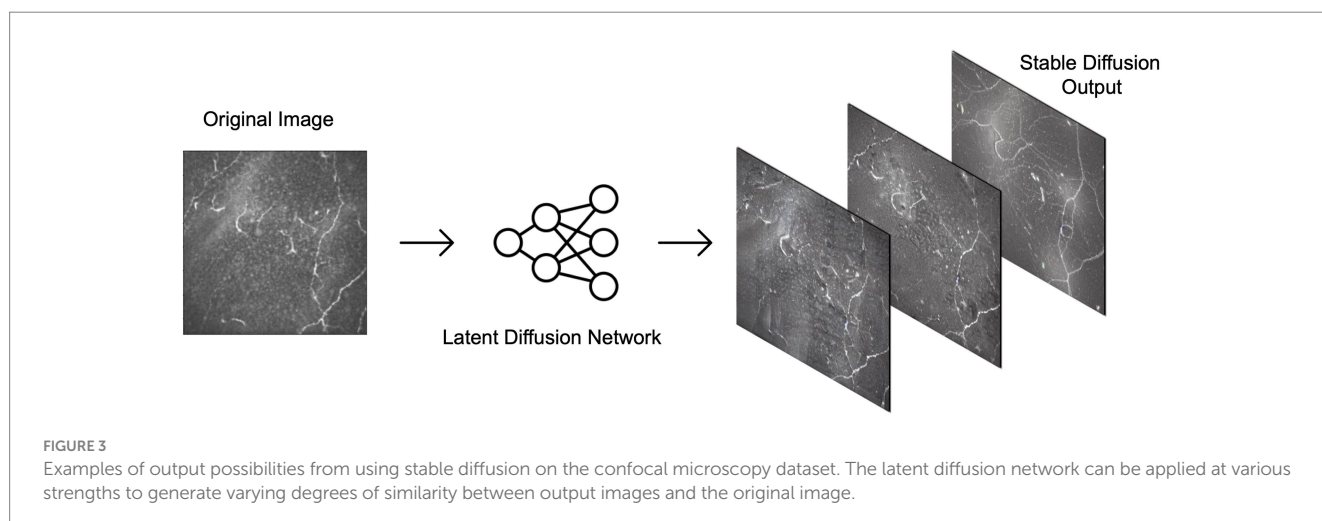 Original Image
Latent Diffusion Network
Stable Diffusion
Output
FIGURE 3
Examples of output possibilities from using stable diffusion on the confocal microscopy dataset. The latent diffusion network can be applied at various
strengths to generate varying degrees of similarity between output images and the original image.